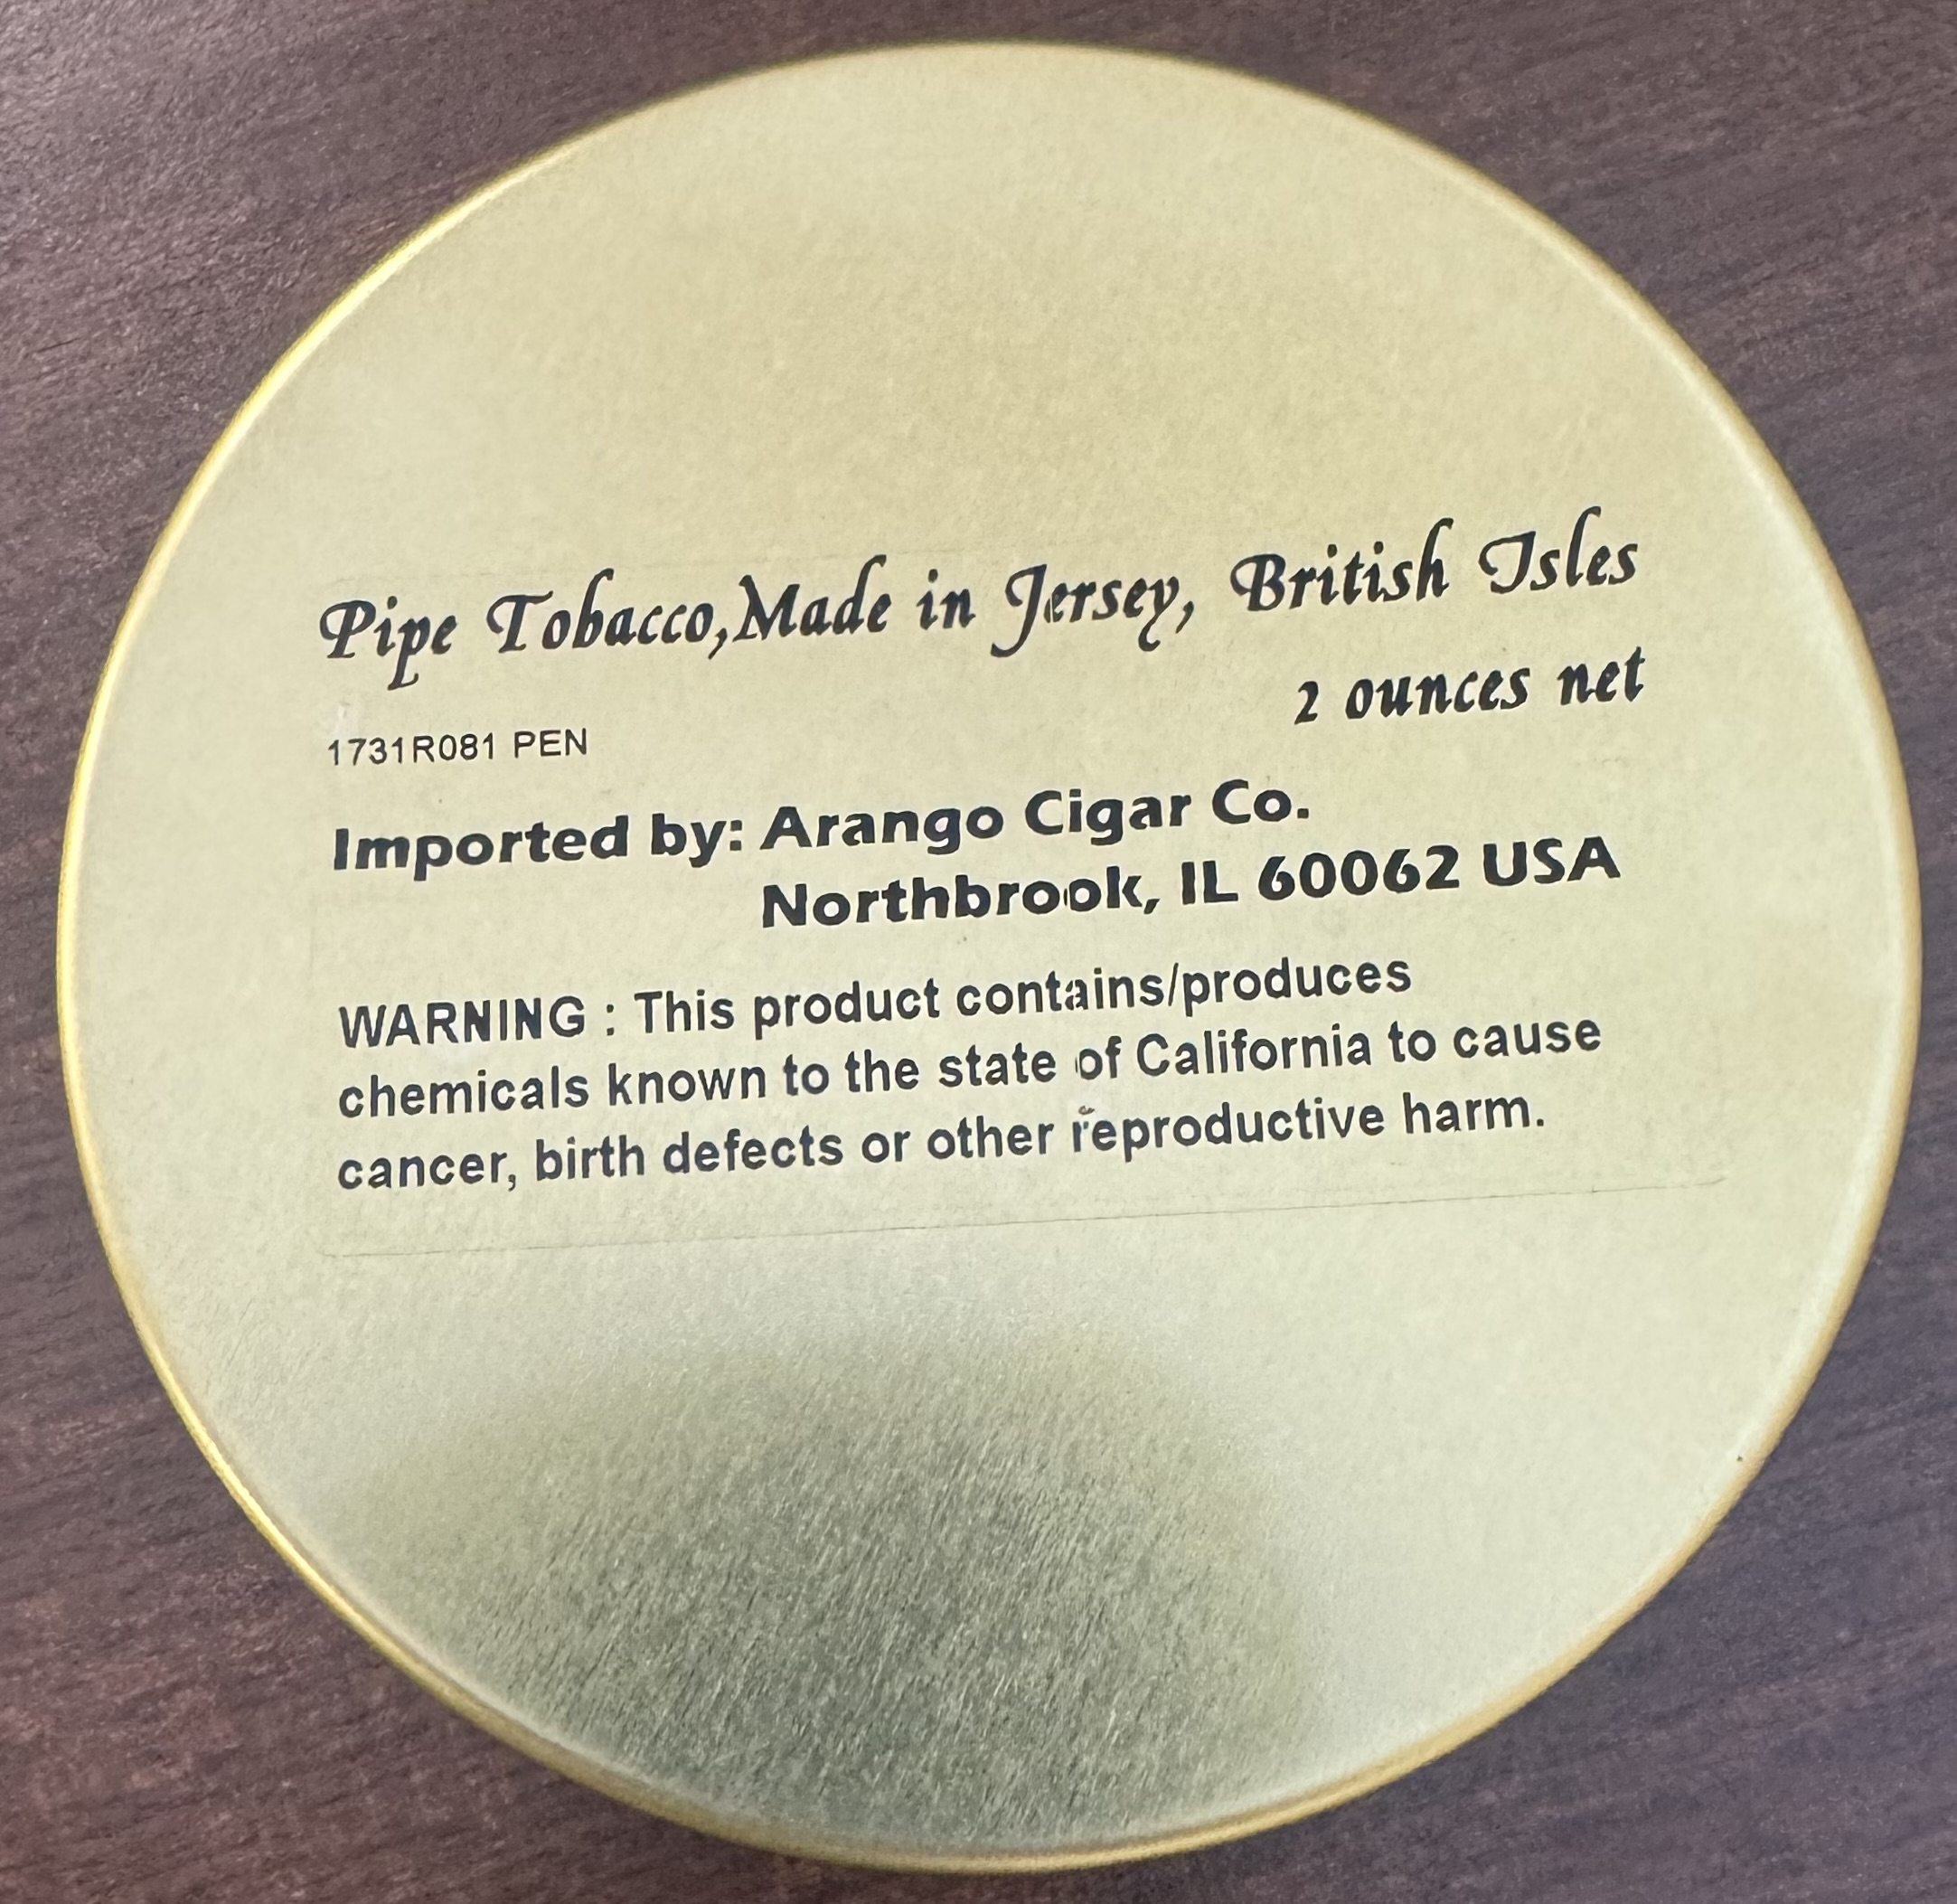 Pipe Tobacco,Made in Jersey, British Isles
2 ounces net
1731R081 PEN
Imported by: Arango Cigar Co.
Northbrook, IL 60062 USA
WARNING : This product contains/produces
chemicals known to the state of California to cause
cancer, birth defects or other reproductive harm.